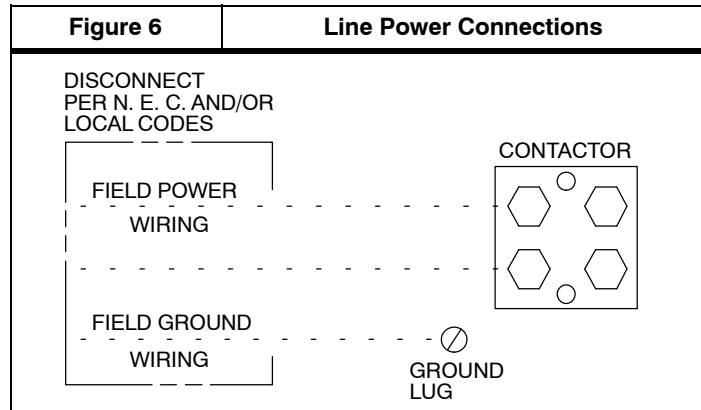 Figure 6
Line Power Connections
DISCONNECT
PER N. E. C. AND/OR
LOCAL CODES
CONTACTOR
FIELD POWER
WIRING
FIELD GROUND
WIRING
GROUND
LUG